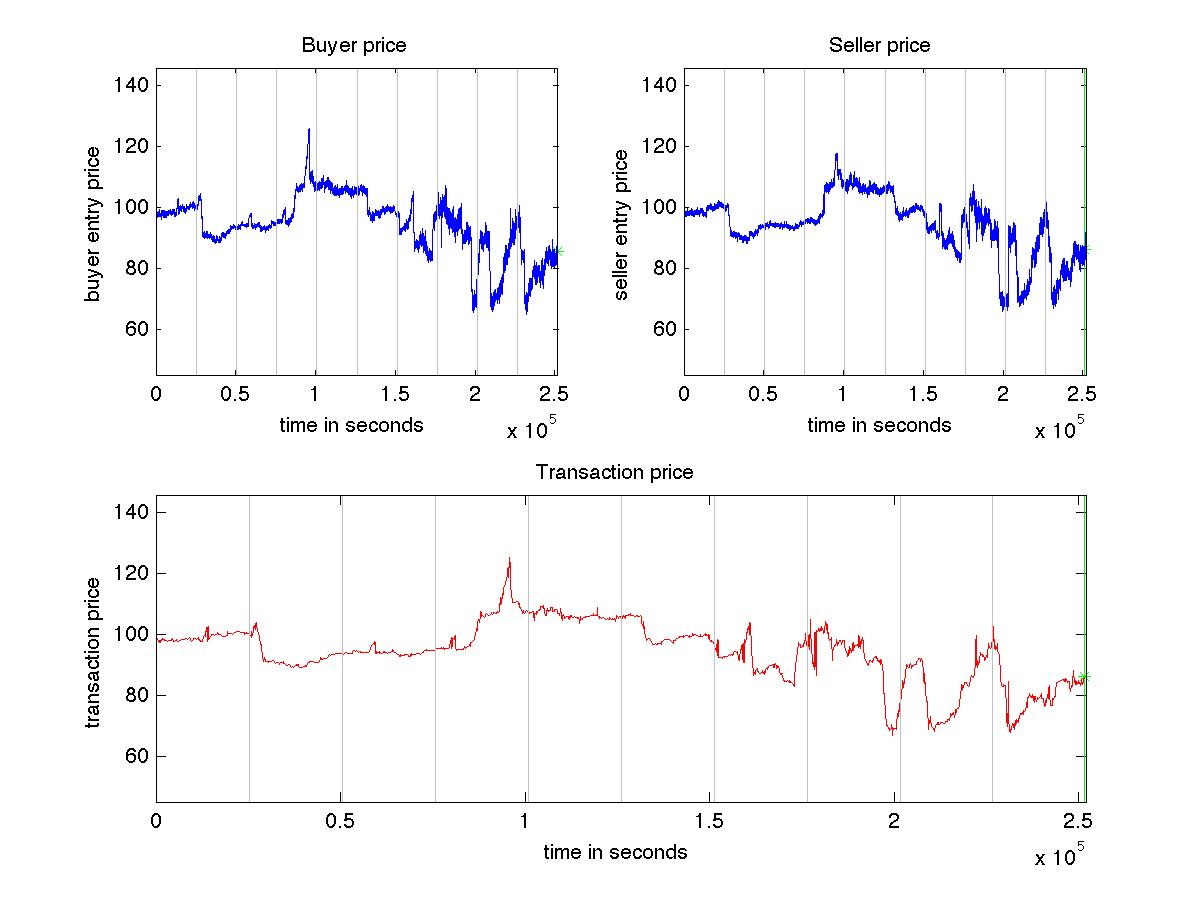 Buyer price
140
120
100
80
60
buyer entry price
0 0.5 1 1.5 2 2.5
time in seconds
x 10^5
Seller price
140
120
100
80
60
seller entry price
0 0.5 1 1.5 2 2.5
time in seconds
x 10^5
Transaction price
140
120
100
80
60
transaction price
0 0.5 1 1.5 2 2.5
time in seconds
x 10^5